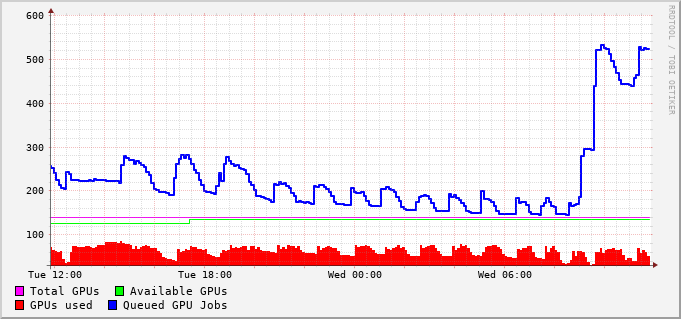 600
500
400
300
200
100
Tue 12:00 Tue 18:00 Wed 00:00 Wed 06:00
Total GPUs Available GPUs
GPUs used Queued GPU Jobs
RRDTOOL / TOBI OETIKER